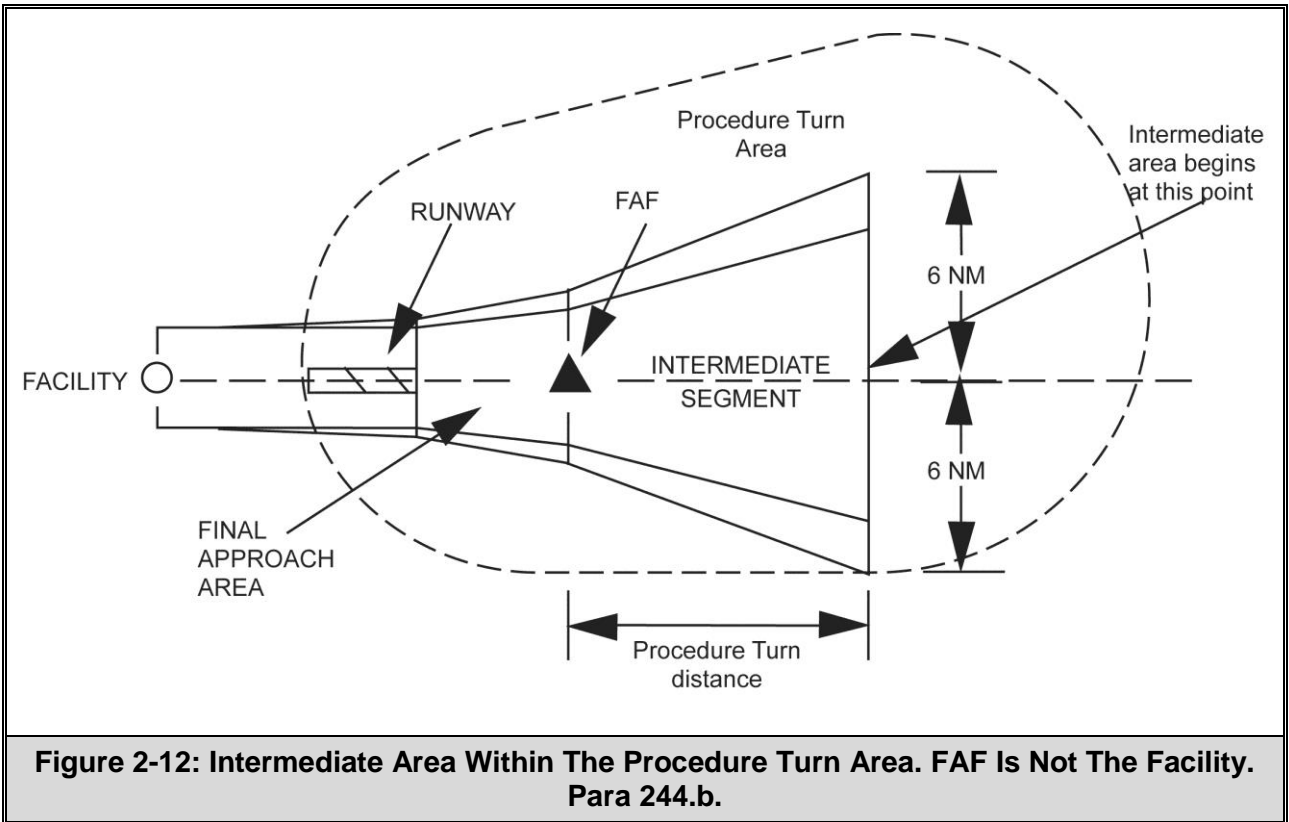 Procedure Turn
Area
Intermediate
area begins
at this point
RUNWAY
FAF
6 NM
FACILITY
INTERMEDIATE
SEGMENT
6 NM
FINAL
APPROACH
AREA
Procedure Turn
distance
Figure 2-12: Intermediate Area Within The Procedure Turn Area. FAF Is Not The Facility.
Para 244.b.